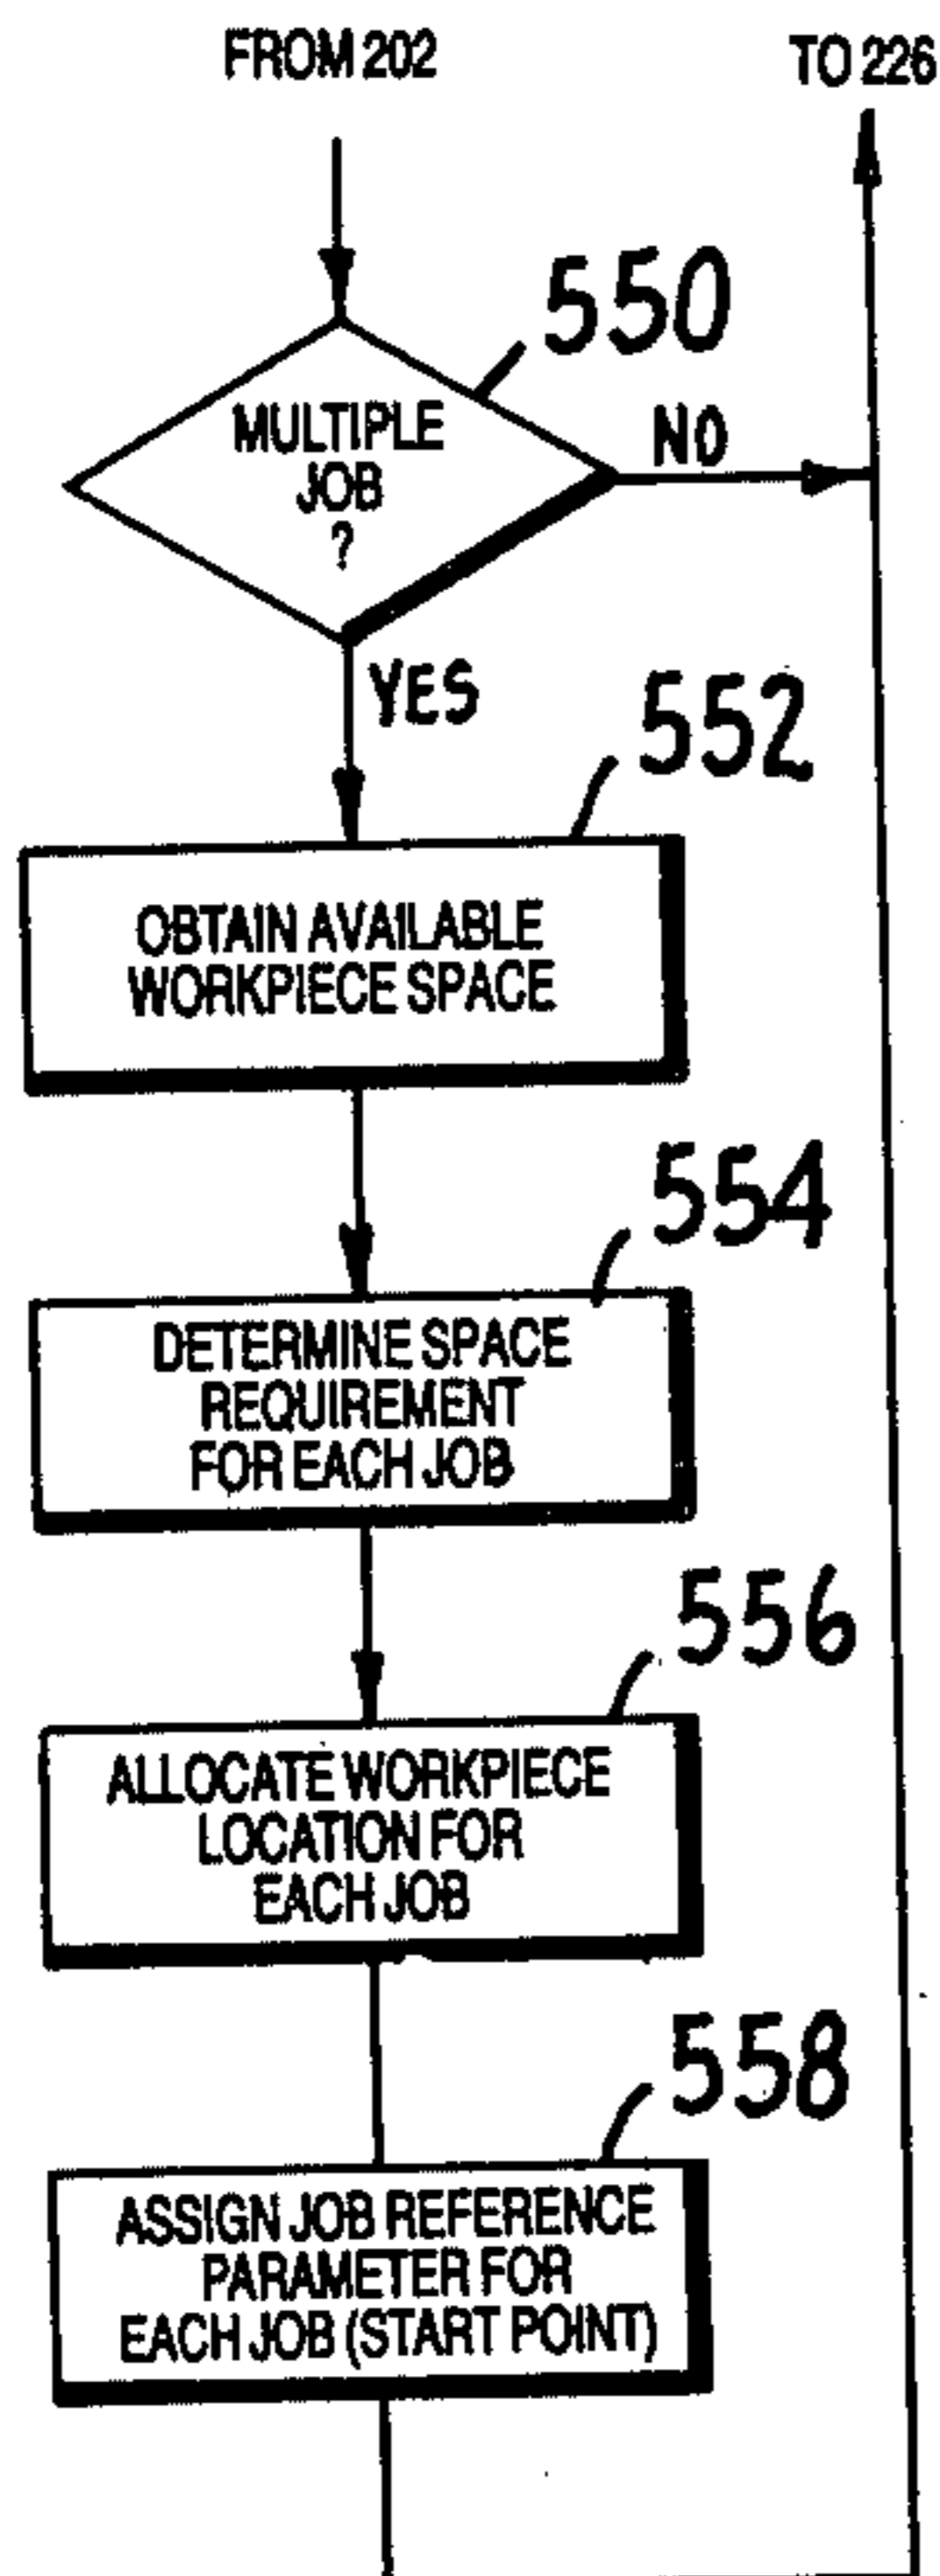 FROM 202
TO 226
550
MULTIPLE
JOB
?
NO
YES
552
OBTAIN AVAILABLE
WORKPIECE SPACE
554
DETERMINE SPACE
REQUIREMENT
FOR EACH JOB
556
ALLOCATE WORKPIECE
LOCATION FOR
EACH JOB
558
ASSIGN JOB REFERENCE
PARAMETER FOR
EACH JOB (START POINT)